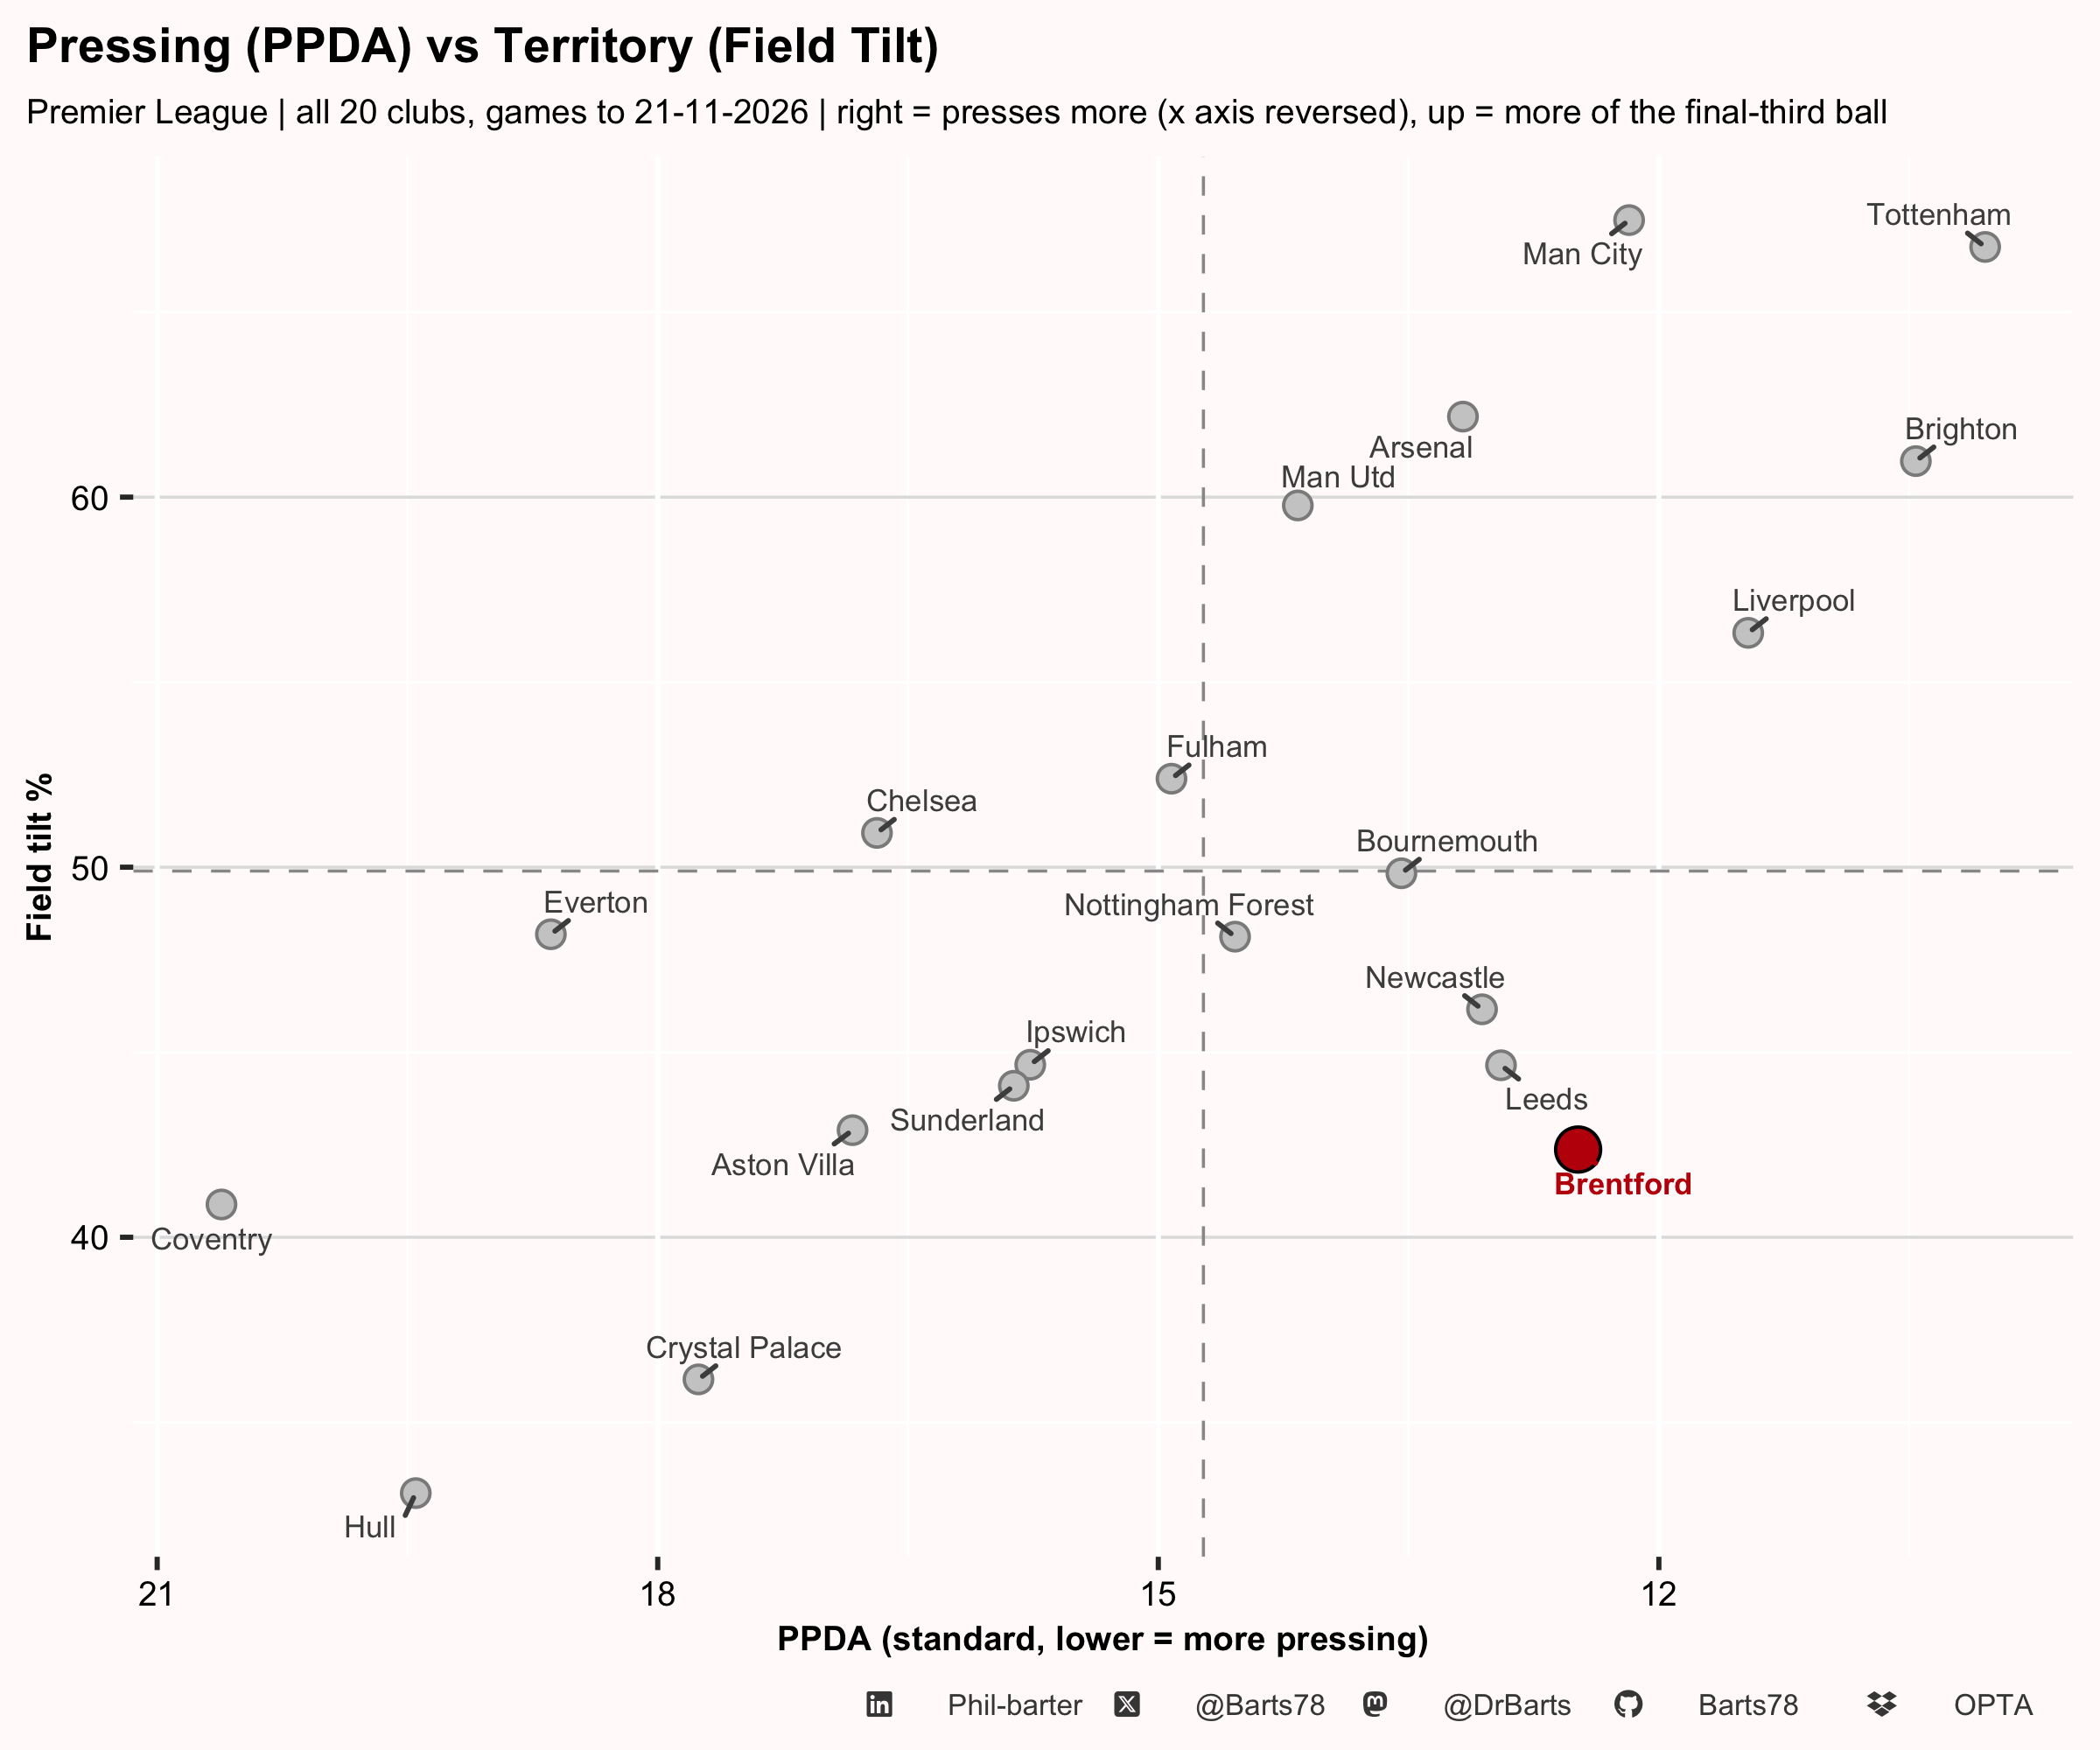 Pressing (PPDA) vs Territory (Field Tilt)
Premier League | all 20 clubs, games to 21-11-2026 | right = presses more (x axis reversed), up = more of the final-third ball
Tottenham
Man City
Brighton
Arsenal
Man Utd
60
Liverpool
Fulham
Chelsea
Bournemouth
50
Field tilt %
Everton
Nottingham Forest
Newcastle
Ipswich
Leeds
Sunderland
Aston Villa
Brentford
Coventry
40
Crystal Palace
Hull
21 18 15 12
PPDA (standard, lower = more pressing)
Phil-barter @Barts78 @DrBarts Barts78 OPTA